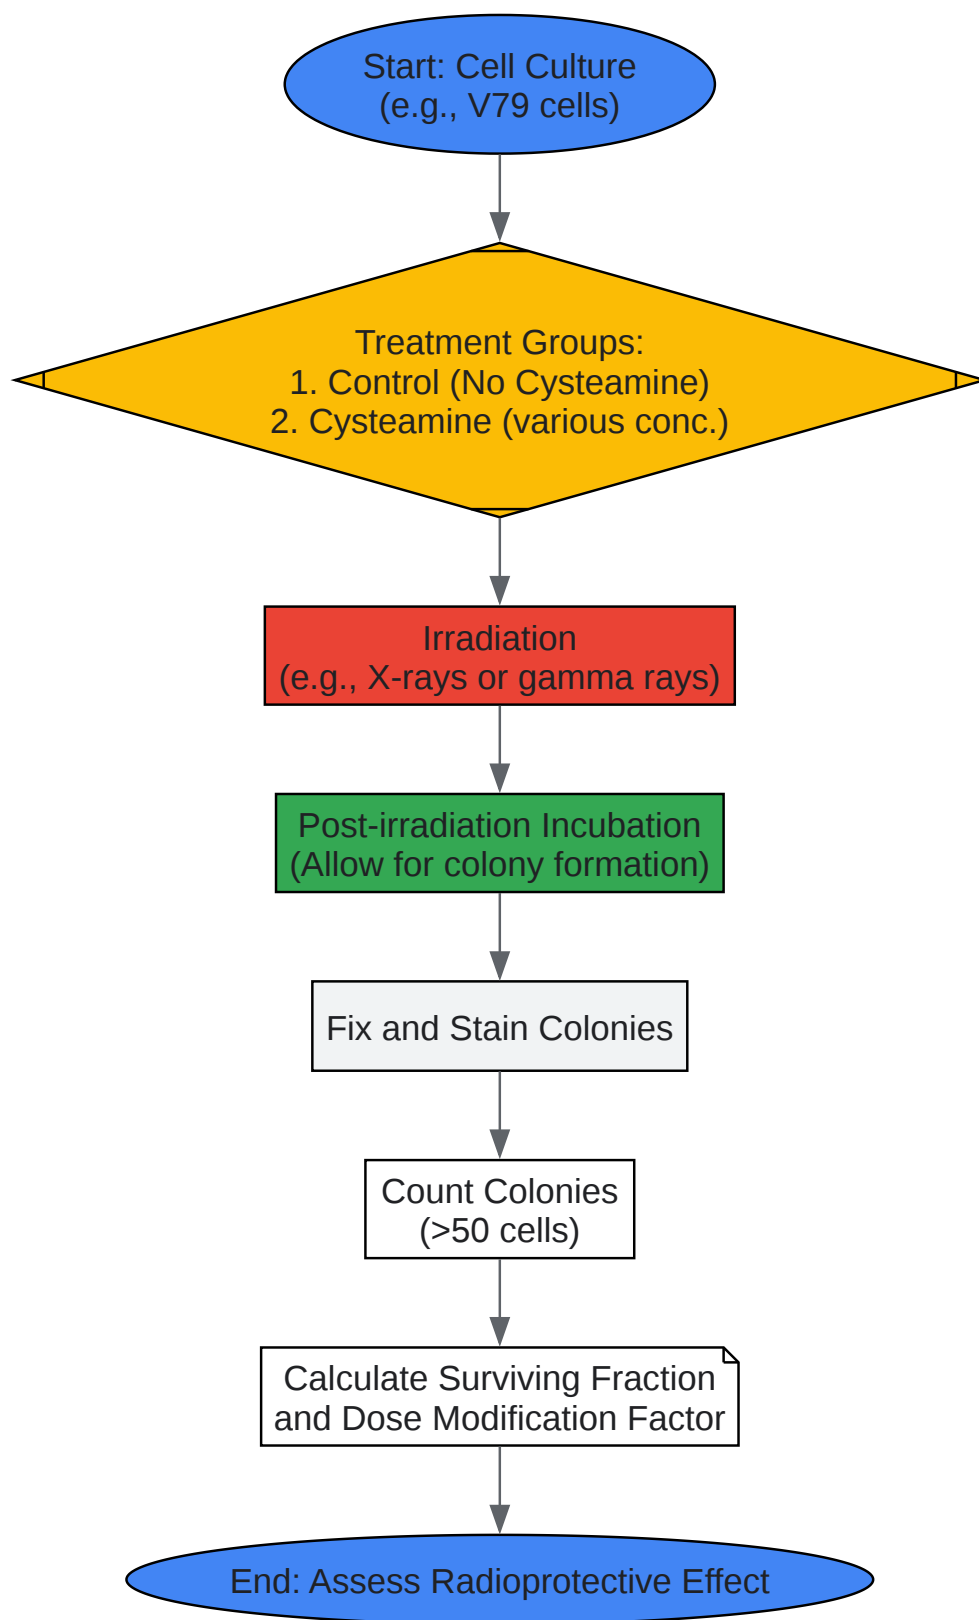 Start: Cell Culture
(e.g., V79 cells)
Treatment Groups:
1. Control (No Cysteamine)
2. Cysteamine (various conc.)
Irradiation
(e.g., X-rays or gamma rays)
Post-irradiation Incubation
(Allow for colony formation)
Fix and Stain Colonies
Count Colonies
(>50 cells)
Calculate Surviving Fraction
and Dose Modification Factor
End: Assess Radioprotective Effect